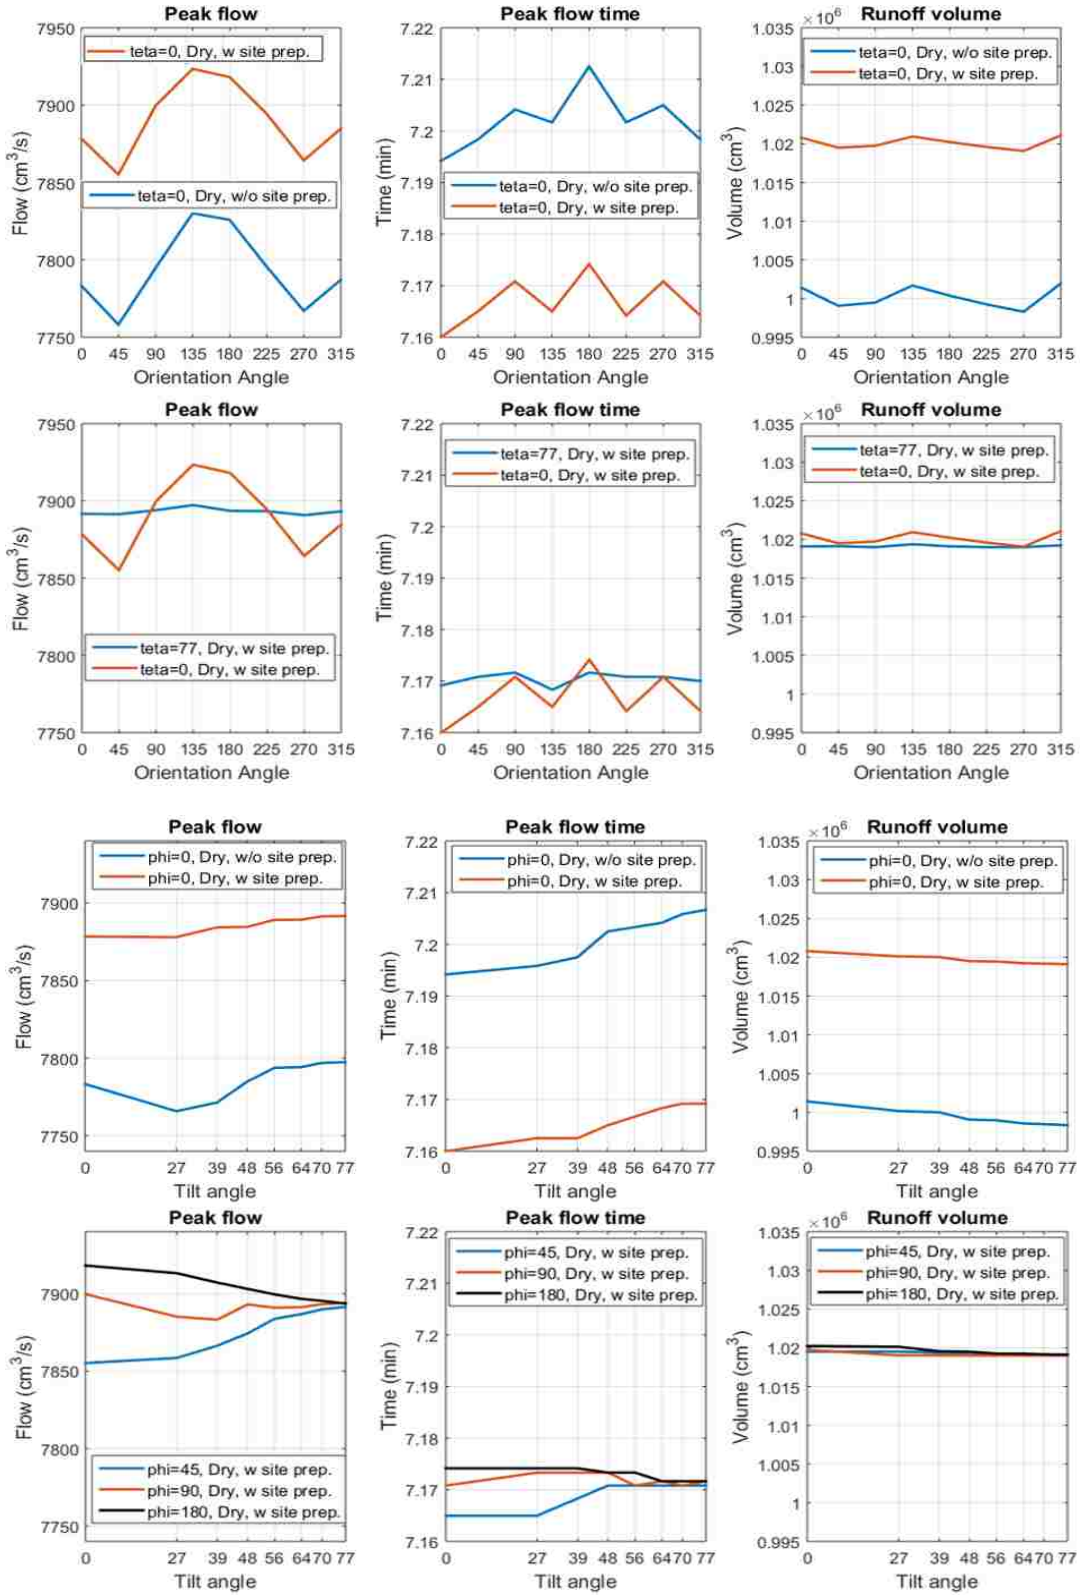 Peak flow
7950
7900
7850
7800
7750
Flow (cm³/s)
teta=0, Dry, w site prep.
teta=0, Dry, w/o site prep.
0 45 90 135 180 225 270 315
Orientation Angle
Peak flow time
7.22
7.21
7.2
7.19
7.18
7.17
7.16
Time (min)
teta=0, Dry, w/o site prep.
teta=0, Dry, w site prep.
0 45 90 135 180 225 270 315
Orientation Angle
Runoff volume
×10⁶
1.035
1.03
1.025
1.02
1.015
1.01
1.005
1
0.995
Volume (cm³)
teta=0, Dry, w/o site prep.
teta=0, Dry, w site prep.
0 45 90 135 180 225 270 315
Orientation Angle
Peak flow
7950
7900
7850
7800
7750
Flow (cm³/s)
teta=77, Dry, w site prep.
teta=0, Dry, w site prep.
0 45 90 135 180 225 270 315
Orientation Angle
Peak flow time
7.22
7.21
7.2
7.19
7.18
7.17
7.16
Time (min)
teta=77, Dry, w site prep.
teta=0, Dry, w site prep.
0 45 90 135 180 225 270 315
Orientation Angle
Runoff volume
×10⁶
1.035
1.03
1.025
1.02
1.015
1.01
1.005
1
0.995
Volume (cm³)
teta=77, Dry, w site prep.
teta=0, Dry, w site prep.
0 45 90 135 180 225 270 315
Orientation Angle
Peak flow
7900
7850
7800
7750
Flow (cm³/s)
phi=0, Dry, w/o site prep.
phi=0, Dry, w site prep.
0 27 39 48 56 64 70 77
Tilt angle
Peak flow time
7.22
7.21
7.2
7.19
7.18
7.17
7.16
Time (min)
phi=0, Dry, w/o site prep.
phi=0, Dry, w site prep.
0 27 39 48 56 64 70 77
Tilt angle
Runoff volume
×10⁶
1.035
1.03
1.025
1.02
1.015
1.01
1.005
1
0.995
Volume (cm³)
phi=0, Dry, w/o site prep.
phi=0, Dry, w site prep.
0 27 39 48 56 64 70 77
Tilt angle
Peak flow
7900
7850
7800
7750
Flow (cm³/s)
phi=45, Dry, w site prep.
phi=90, Dry, w site prep.
phi=180, Dry, w site prep.
0 27 39 48 56 64 70 77
Tilt angle
Peak flow time
7.22
7.21
7.2
7.19
7.18
7.17
7.16
Time (min)
phi=45, Dry, w site prep.
phi=90, Dry, w site prep.
phi=180, Dry, w site prep.
0 27 39 48 56 64 70 77
Tilt angle
Runoff volume
×10⁶
1.035
1.03
1.025
1.02
1.015
1.01
1.005
1
0.995
Volume (cm³)
phi=45, Dry, w site prep.
phi=90, Dry, w site prep.
phi=180, Dry, w site prep.
0 27 39 48 56 64 70 77
Tilt angle